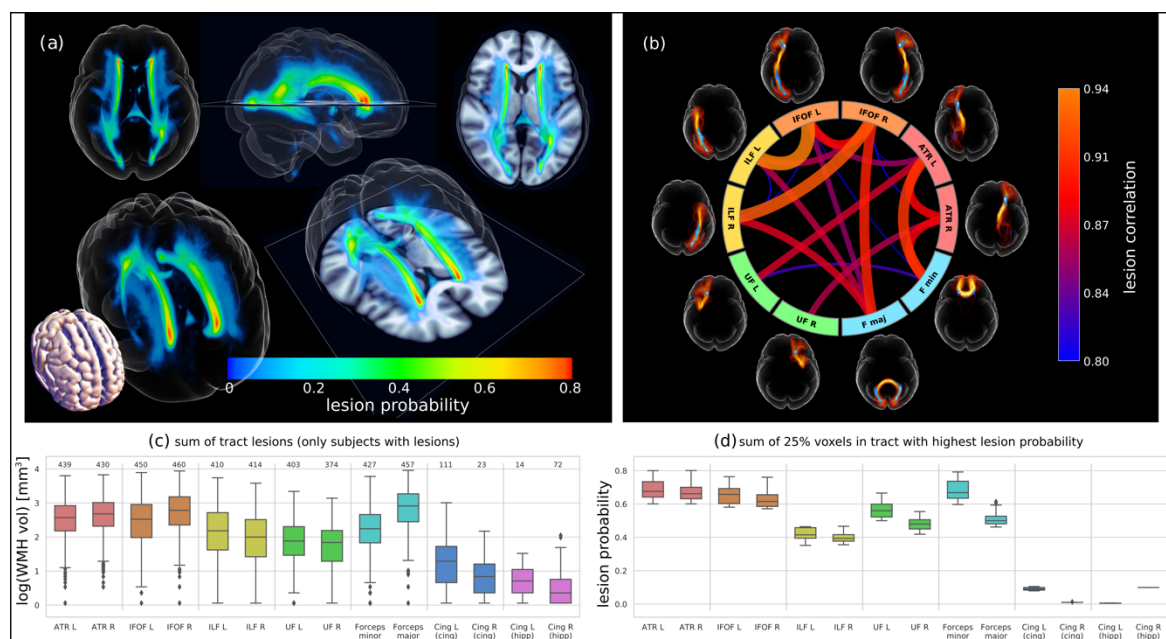 (a)
0 0.2 0.4 0.6 0.8
lesion probability
(b)
IFOF L
IFOF R
ATR L
ATR R
F min
F maj
UF R
UF L
ILF R
ILF L
0.94
0.91
0.87
0.84
0.80
lesion correlation
(c) sum of tract lesions (only subjects with lesions)
log(WMH vol) [mm³]
4
3
2
1
0
439 430 450 460 410 414 403 374 427 457 111 23 14 72
ATR L ATR R IFOF L IFOF R ILF L ILF R UF L UF R Forceps minor Forceps major Cing L (cing) Cing R (cing) Cing L (hipp) Cing R (hipp)
(d) sum of 25% voxels in tract with highest lesion probability
lesion probability
0.8
0.6
0.4
0.2
0.0
ATR L ATR R IFOF L IFOF R ILF L ILF R UF L UF R Forceps minor Forceps major Cing L (cing) Cing R (cing) Cing L (hipp) Cing R (hipp)